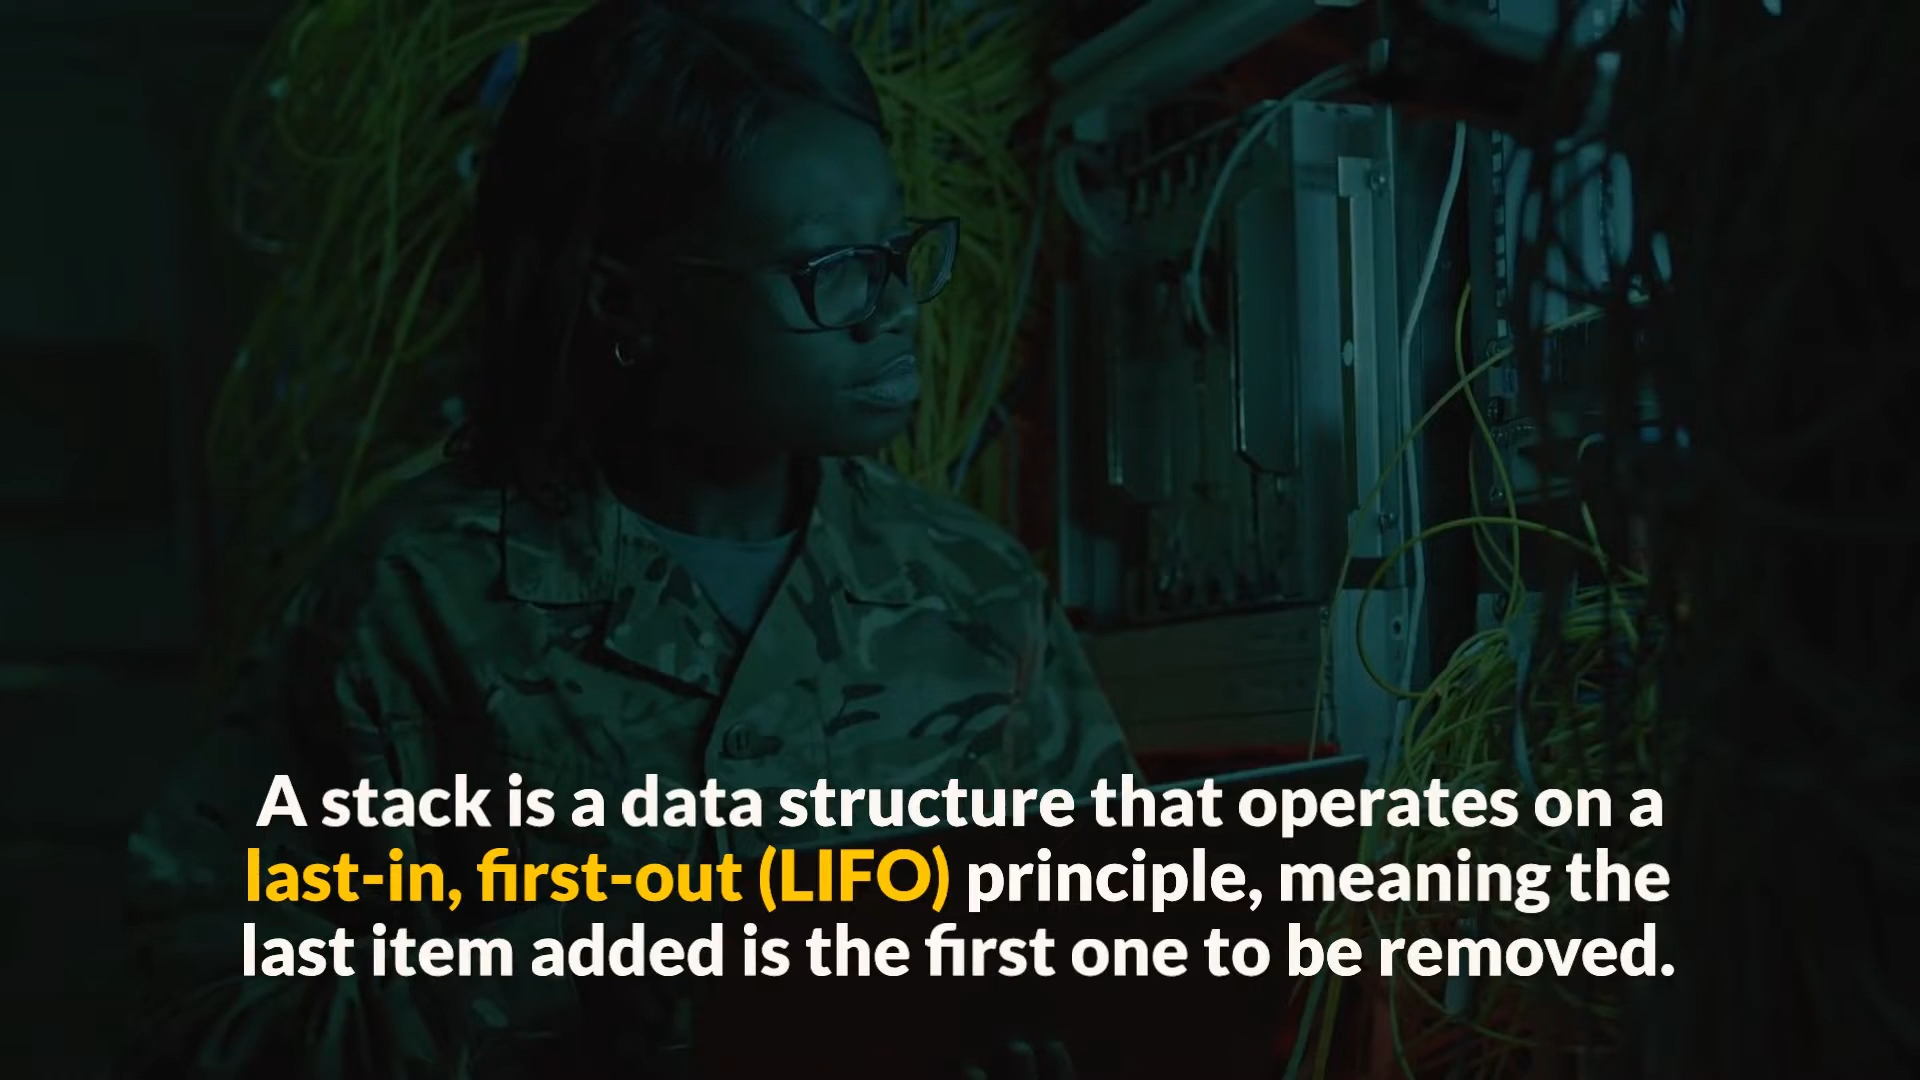 A stack is a data structure that operates on a
last-in, first-out (LIFO) principle, meaning the
last item added is the first one to be removed.